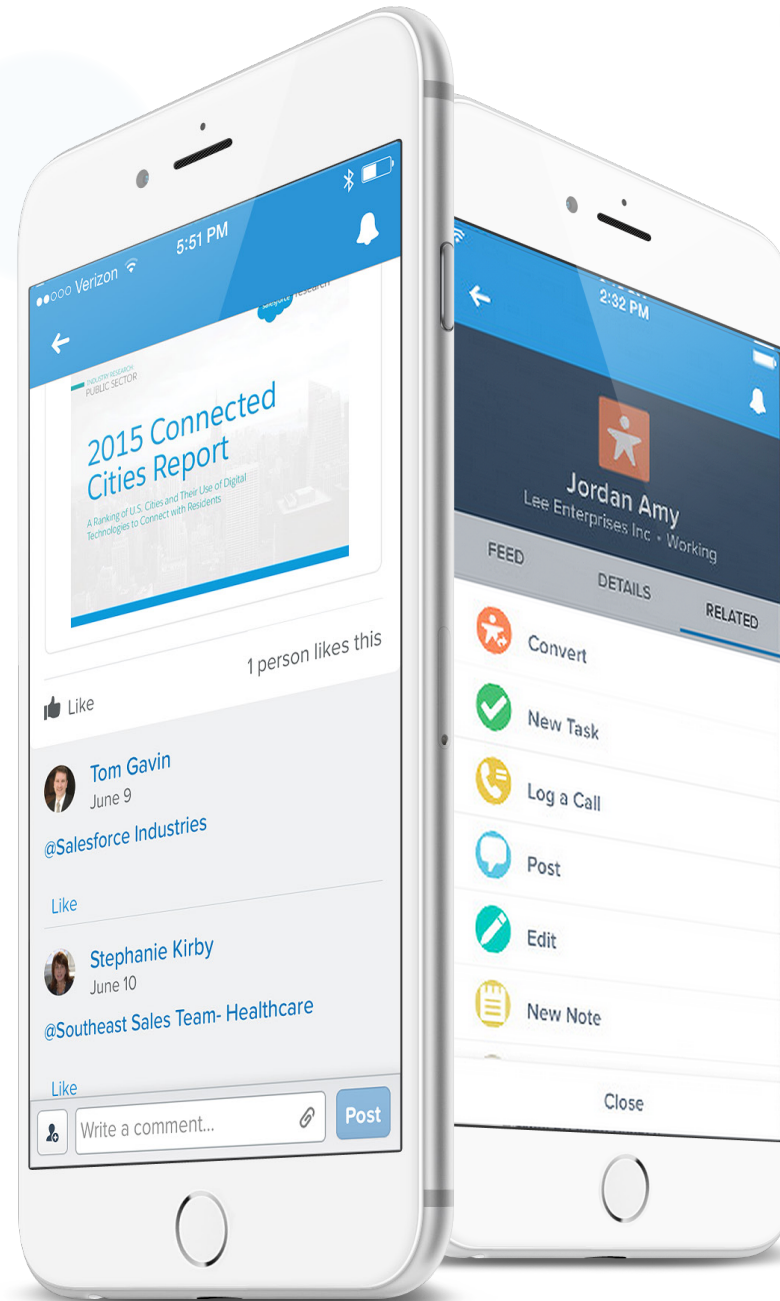 ●●○○○ Verizon
5:51 PM
salesforce Research
INDUSTRY RESEARCH
PUBLIC SECTOR
2015 Connected
Cities Report
A Ranking of U.S. Cities and Their Use of Digital
Technologies to Connect with Residents
Like
1 person likes this
Tom Gavin
June 9
@Salesforce Industries
Like
Stephanie Kirby
June 10
@Southeast Sales Team- Healthcare
Like
Write a comment...
Post
2:32 PM
Jordan Amy
Lee Enterprises Inc • Working
FEED
DETAILS
RELATED
Convert
New Task
Log a Call
Post
Edit
New Note
Close